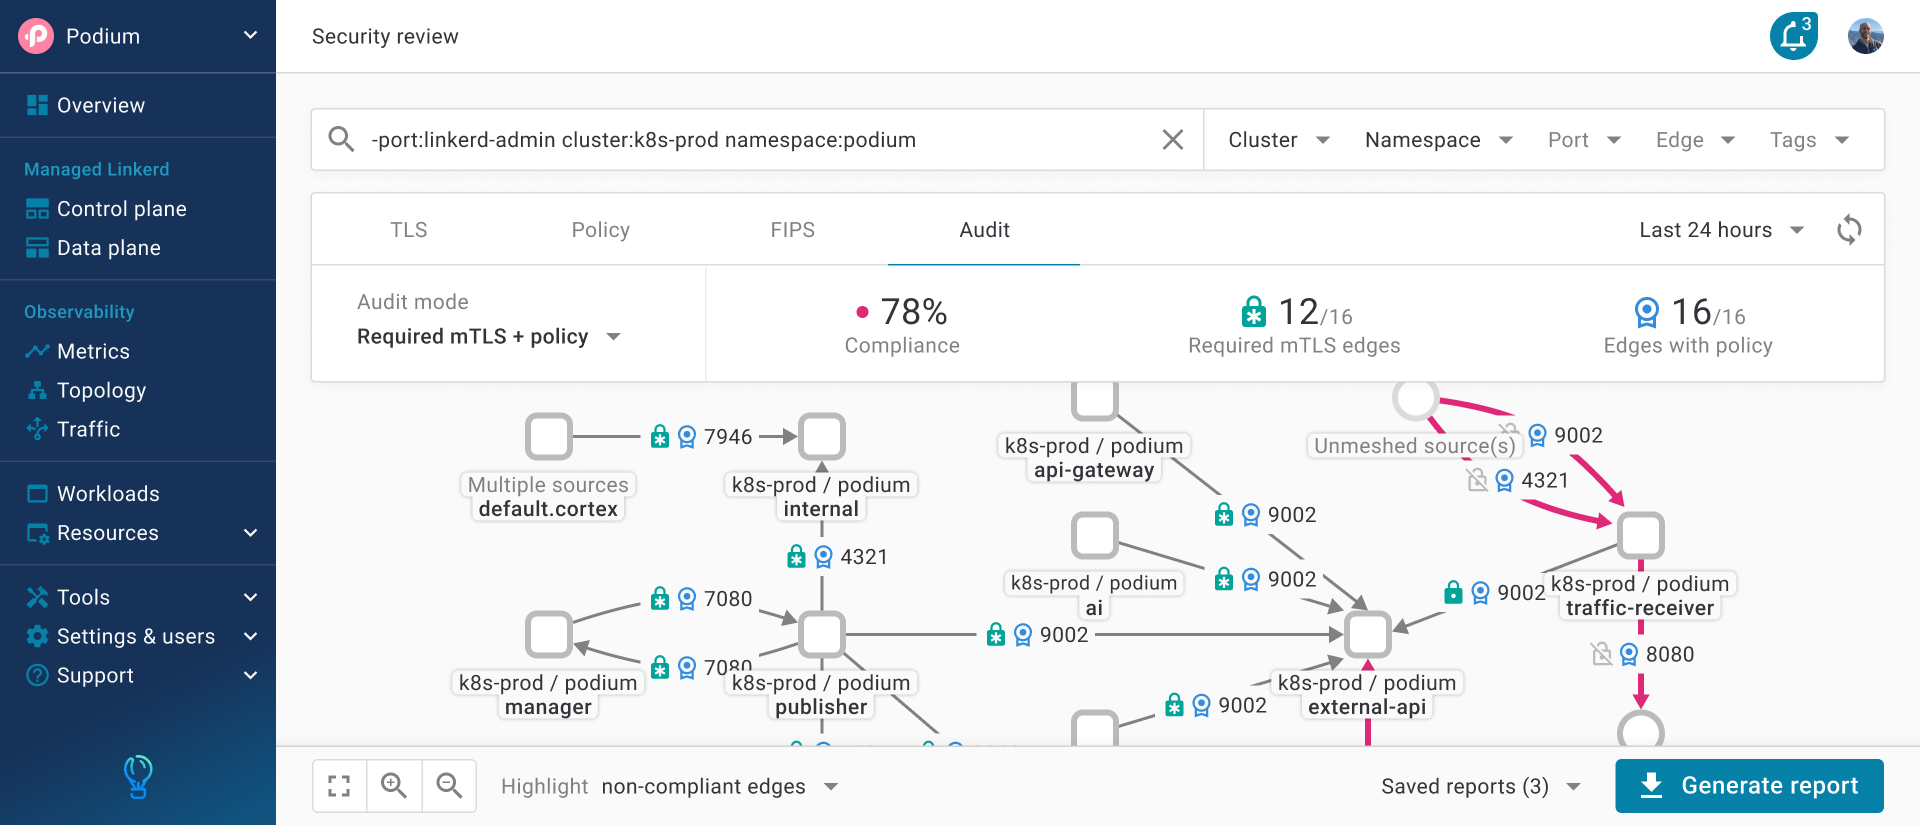 Podium
Security review
3
Overview
-port:linkerd-admin cluster:k8s-prod namespace:podium
Cluster
Namespace
Port
Edge
Tags
Managed Linkerd
Control plane
Data plane
TLS
Policy
FIPS
Audit
Last 24 hours
Observability
Metrics
Topology
Traffic
Audit mode
Required mTLS + policy
78%
Compliance
12/16
Required mTLS edges
16/16
Edges with policy
Workloads
Resources
Tools
Settings & users
Support
7946
Multiple sources
default.cortex
k8s-prod / podium
internal
4321
k8s-prod / podium
api-gateway
Unmeshed source(s)
9002
4321
9002
k8s-prod / podium
ai
9002
9002
k8s-prod / podium
traffic-receiver
7080
7080
9002
8080
k8s-prod / podium
manager
k8s-prod / podium
publisher
9002
k8s-prod / podium
external-api
Highlight non-compliant edges
Saved reports (3)
Generate report